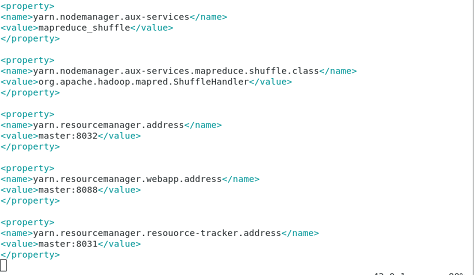 <property>
<name>yarn.nodemanager.aux-services</name>
<value>mapreduce_shuffle</value>
</property>
<property>
<name>yarn.nodemanager.aux-services.mapreduce.shuffle.class</name>
<value>org.apache.hadoop.mapred.ShuffleHandler</value>
</property>
<property>
<name>yarn.resourcemanager.address</name>
<value>master:8032</value>
</property>
<property>
<name>yarn.resourcemanager.webapp.address</name>
<value>master:8088</value>
</property>
<property>
<name>yarn.resourcemanager.resouorce-tracker.address</name>
<value>master:8031</value>
</property>